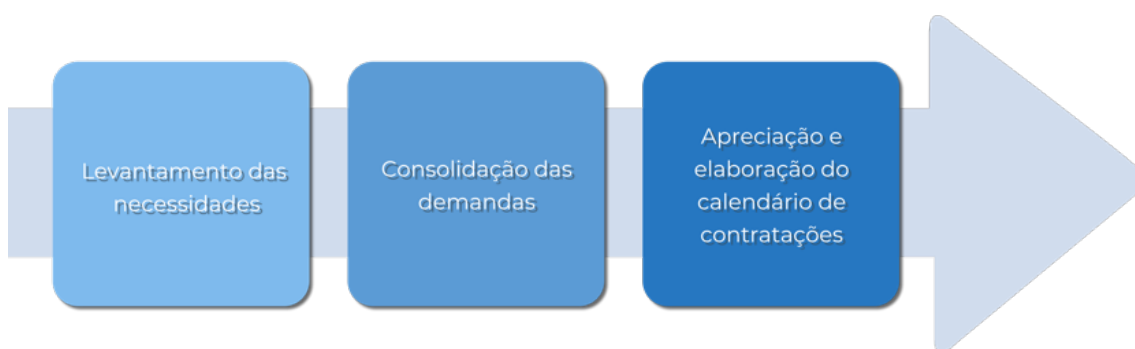 Levantamento das
necessidades
Consolidação das
demandas
Apreciação e
elaboração do
calendário de
contratações